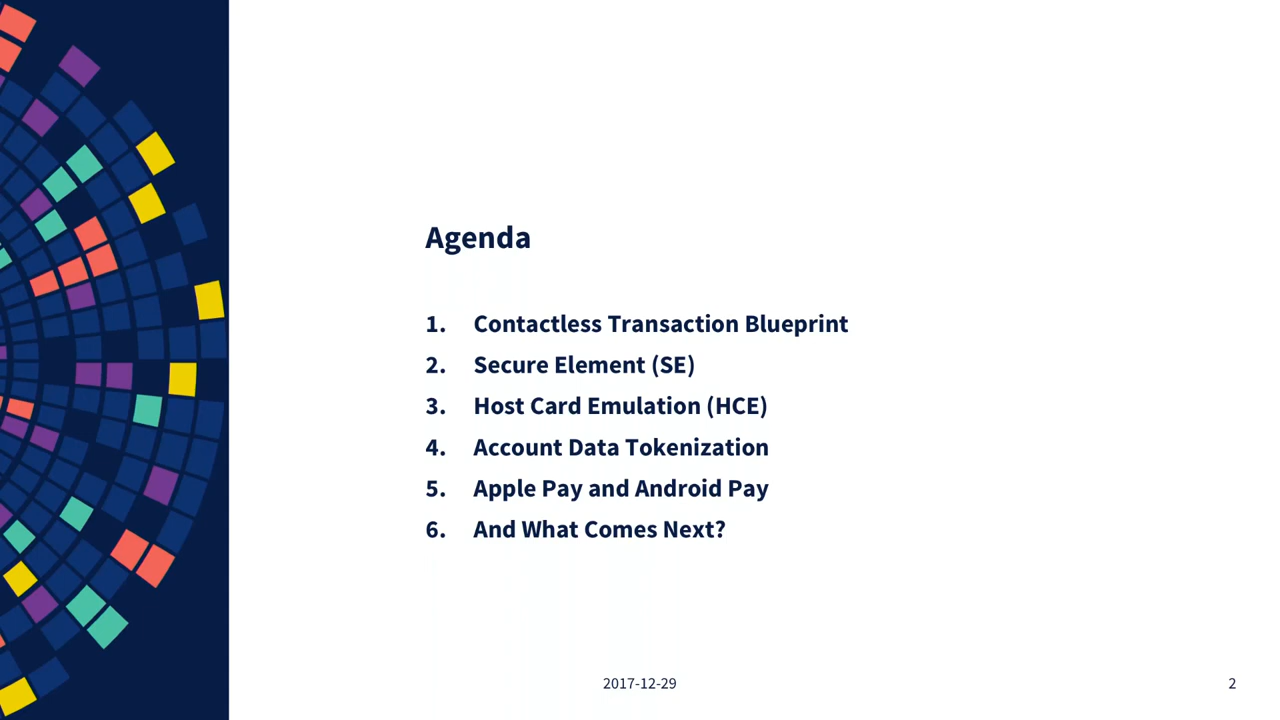 Agenda
1. Contactless Transaction Blueprint
2. Secure Element (SE)
3. Host Card Emulation (HCE)
4. Account Data Tokenization
5. Apple Pay and Android Pay
6. And What Comes Next?
2017-12-29
2